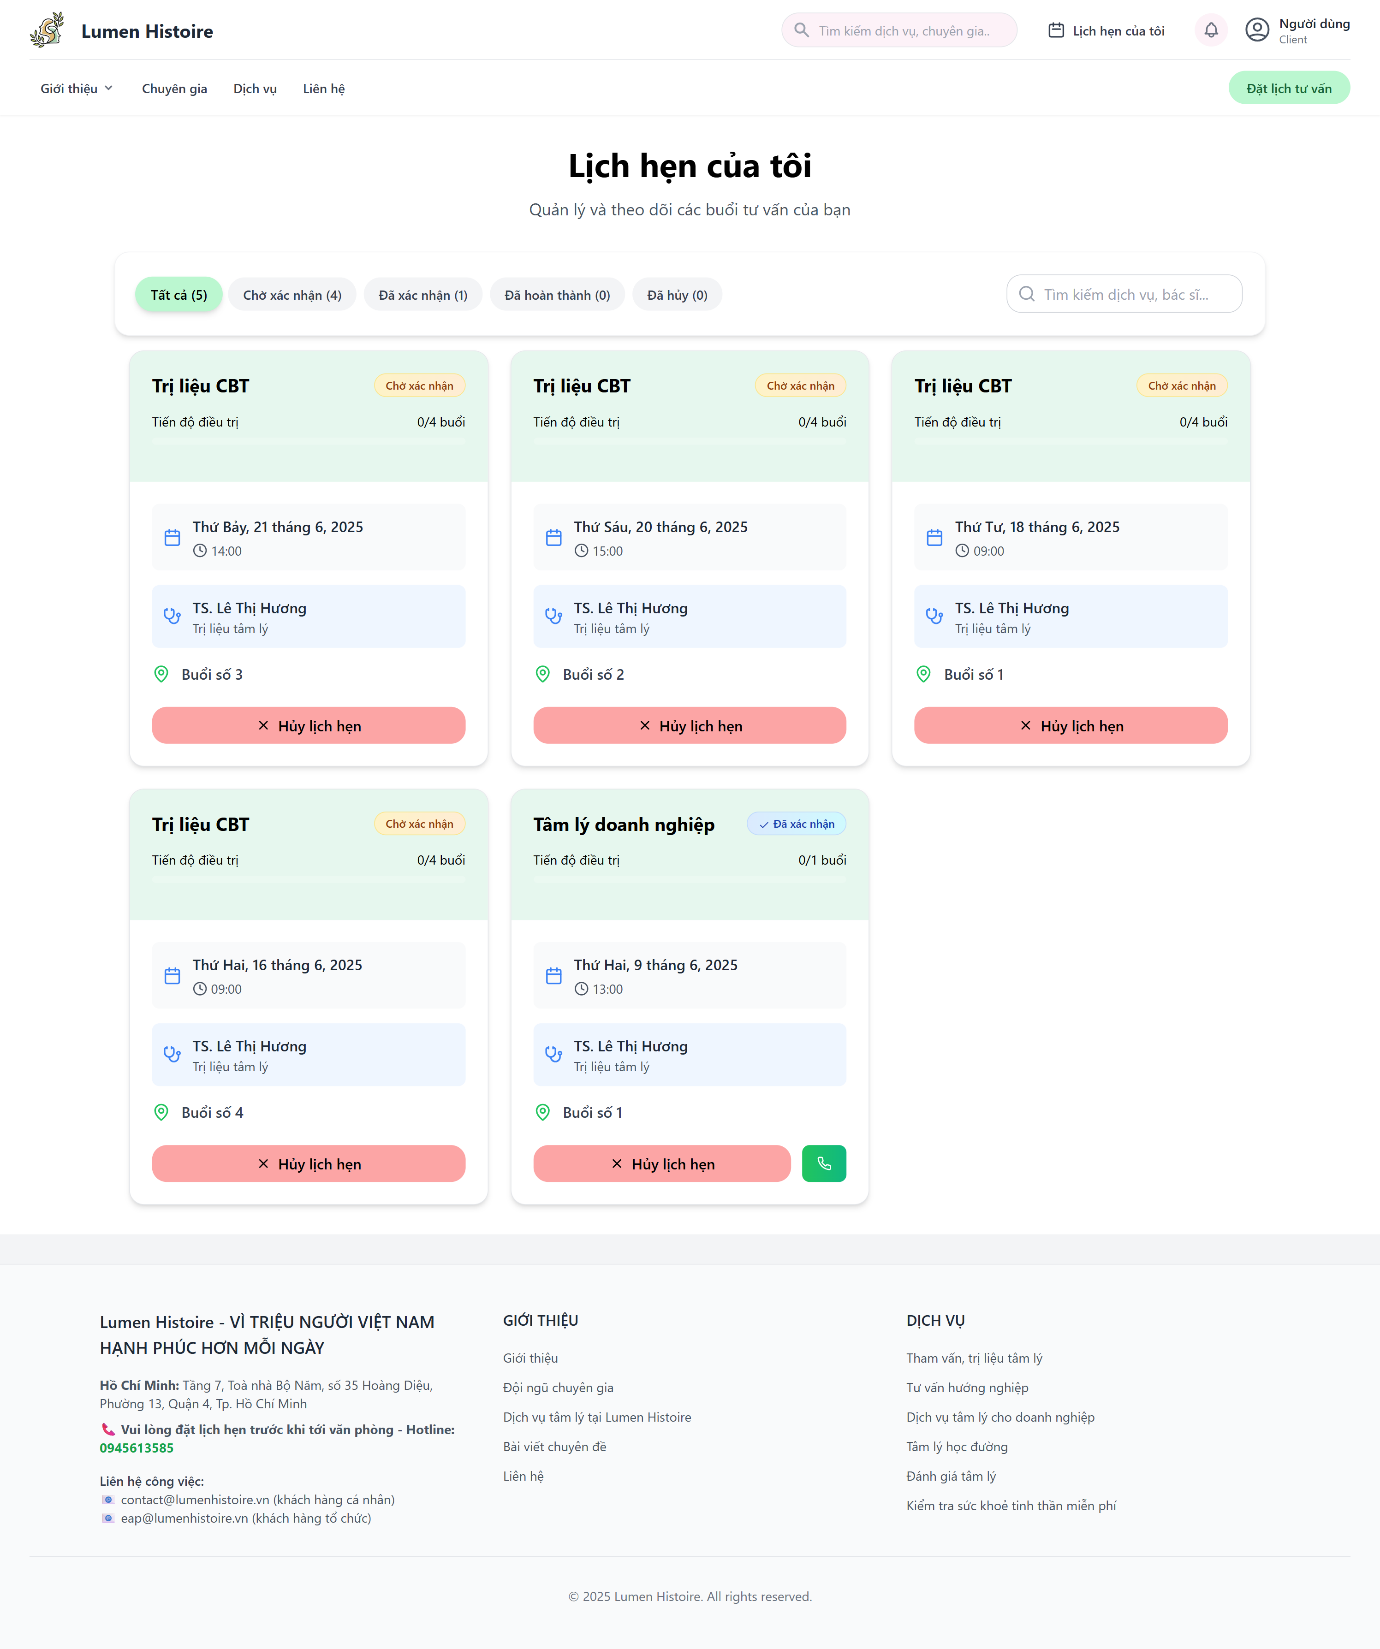 Lumen Histoire
Tìm kiếm dịch vụ, chuyên gia..
Lịch hẹn của tôi
Người dùng
Client
Giới thiệu
Chuyên gia
Dịch vụ
Liên hệ
Đặt lịch tư vấn
Lịch hẹn của tôi
Quản lý và theo dõi các buổi tư vấn của bạn
Tất cả (5)
Chờ xác nhận (4)
Đã xác nhận (1)
Đã hoàn thành (0)
Đã hủy (0)
Tìm kiếm dịch vụ, bác sĩ...
Trị liệu CBT
Chờ xác nhận
Tiến độ điều trị
0/4 buổi
Thứ Bảy, 21 tháng 6, 2025
14:00
TS. Lê Thị Hương
Trị liệu tâm lý
Buổi số 3
Hủy lịch hẹn
Trị liệu CBT
Chờ xác nhận
Tiến độ điều trị
0/4 buổi
Thứ Sáu, 20 tháng 6, 2025
15:00
TS. Lê Thị Hương
Trị liệu tâm lý
Buổi số 2
Hủy lịch hẹn
Trị liệu CBT
Chờ xác nhận
Tiến độ điều trị
0/4 buổi
Thứ Tư, 18 tháng 6, 2025
09:00
TS. Lê Thị Hương
Trị liệu tâm lý
Buổi số 1
Hủy lịch hẹn
Trị liệu CBT
Chờ xác nhận
Tiến độ điều trị
0/4 buổi
Thứ Hai, 16 tháng 6, 2025
09:00
TS. Lê Thị Hương
Trị liệu tâm lý
Buổi số 4
Hủy lịch hẹn
Tâm lý doanh nghiệp
Đã xác nhận
Tiến độ điều trị
0/1 buổi
Thứ Hai, 9 tháng 6, 2025
13:00
TS. Lê Thị Hương
Trị liệu tâm lý
Buổi số 1
Hủy lịch hẹn
Lumen Histoire - VÌ TRIỆU NGƯỜI VIỆT NAM
HẠNH PHÚC HƠN MỖI NGÀY
Hồ Chí Minh: Tầng 7, Toà nhà Bộ Năm, số 35 Hoàng Diệu,
Phường 13, Quận 4, Tp. Hồ Chí Minh
Vui lòng đặt lịch hẹn trước khi tới văn phòng - Hotline:
0945613585
Liên hệ công việc:
contact@lumenhistoire.vn (khách hàng cá nhân)
eap@lumenhistoire.vn (khách hàng tổ chức)
GIỚI THIỆU
Giới thiệu
Đội ngũ chuyên gia
Dịch vụ tâm lý tại Lumen Histoire
Bài viết chuyên đề
Liên hệ
DỊCH VỤ
Tham vấn, trị liệu tâm lý
Tư vấn hướng nghiệp
Dịch vụ tâm lý cho doanh nghiệp
Tâm lý học đường
Đánh giá tâm lý
Kiểm tra sức khoẻ tinh thần miễn phí
© 2025 Lumen Histoire. All rights reserved.